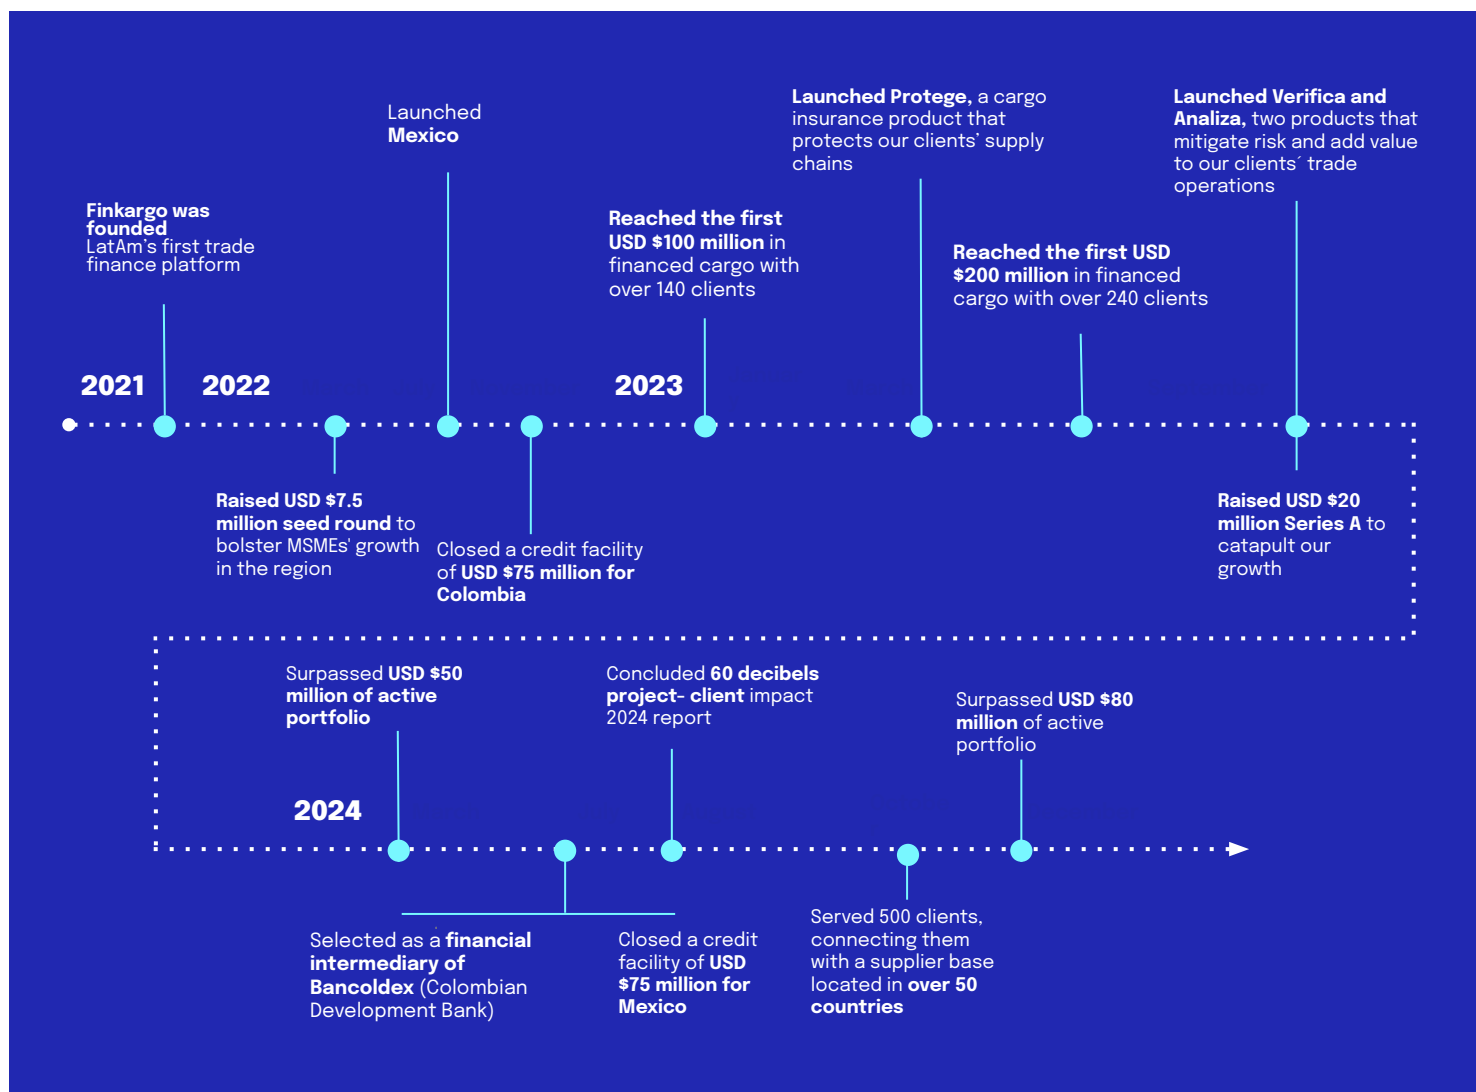 Finkargo was
founded
LatAm's first trade
finance platform
Launched
Mexico
Reached the first
USD $100 million in
financed cargo with
over 140 clients
Launched Protege, a cargo
insurance product that
protects our clients' supply
chains
Reached the first USD
$200 million in financed
cargo with over 240 clients
Launched Verifica and
Analiza, two products that
mitigate risk and add value
to our clients´ trade
operations
2021
2022
2023
Raised USD $7.5
million seed round to
bolster MSMEs' growth
in the region
Closed a credit facility
of USD $75 million for
Colombia
Raised USD $20
million Series A to
catapult our
growth
Surpassed USD $50
million of active
portfolio
Concluded 60 decibels
project- client impact
2024 report
Surpassed USD $80
million of active
portfolio
2024
Selected as a financial
intermediary of
Bancoldex (Colombian
Development Bank)
Closed a credit
facility of USD
$75 million for
Mexico
Served 500 clients,
connecting them
with a supplier base
located in over 50
countries